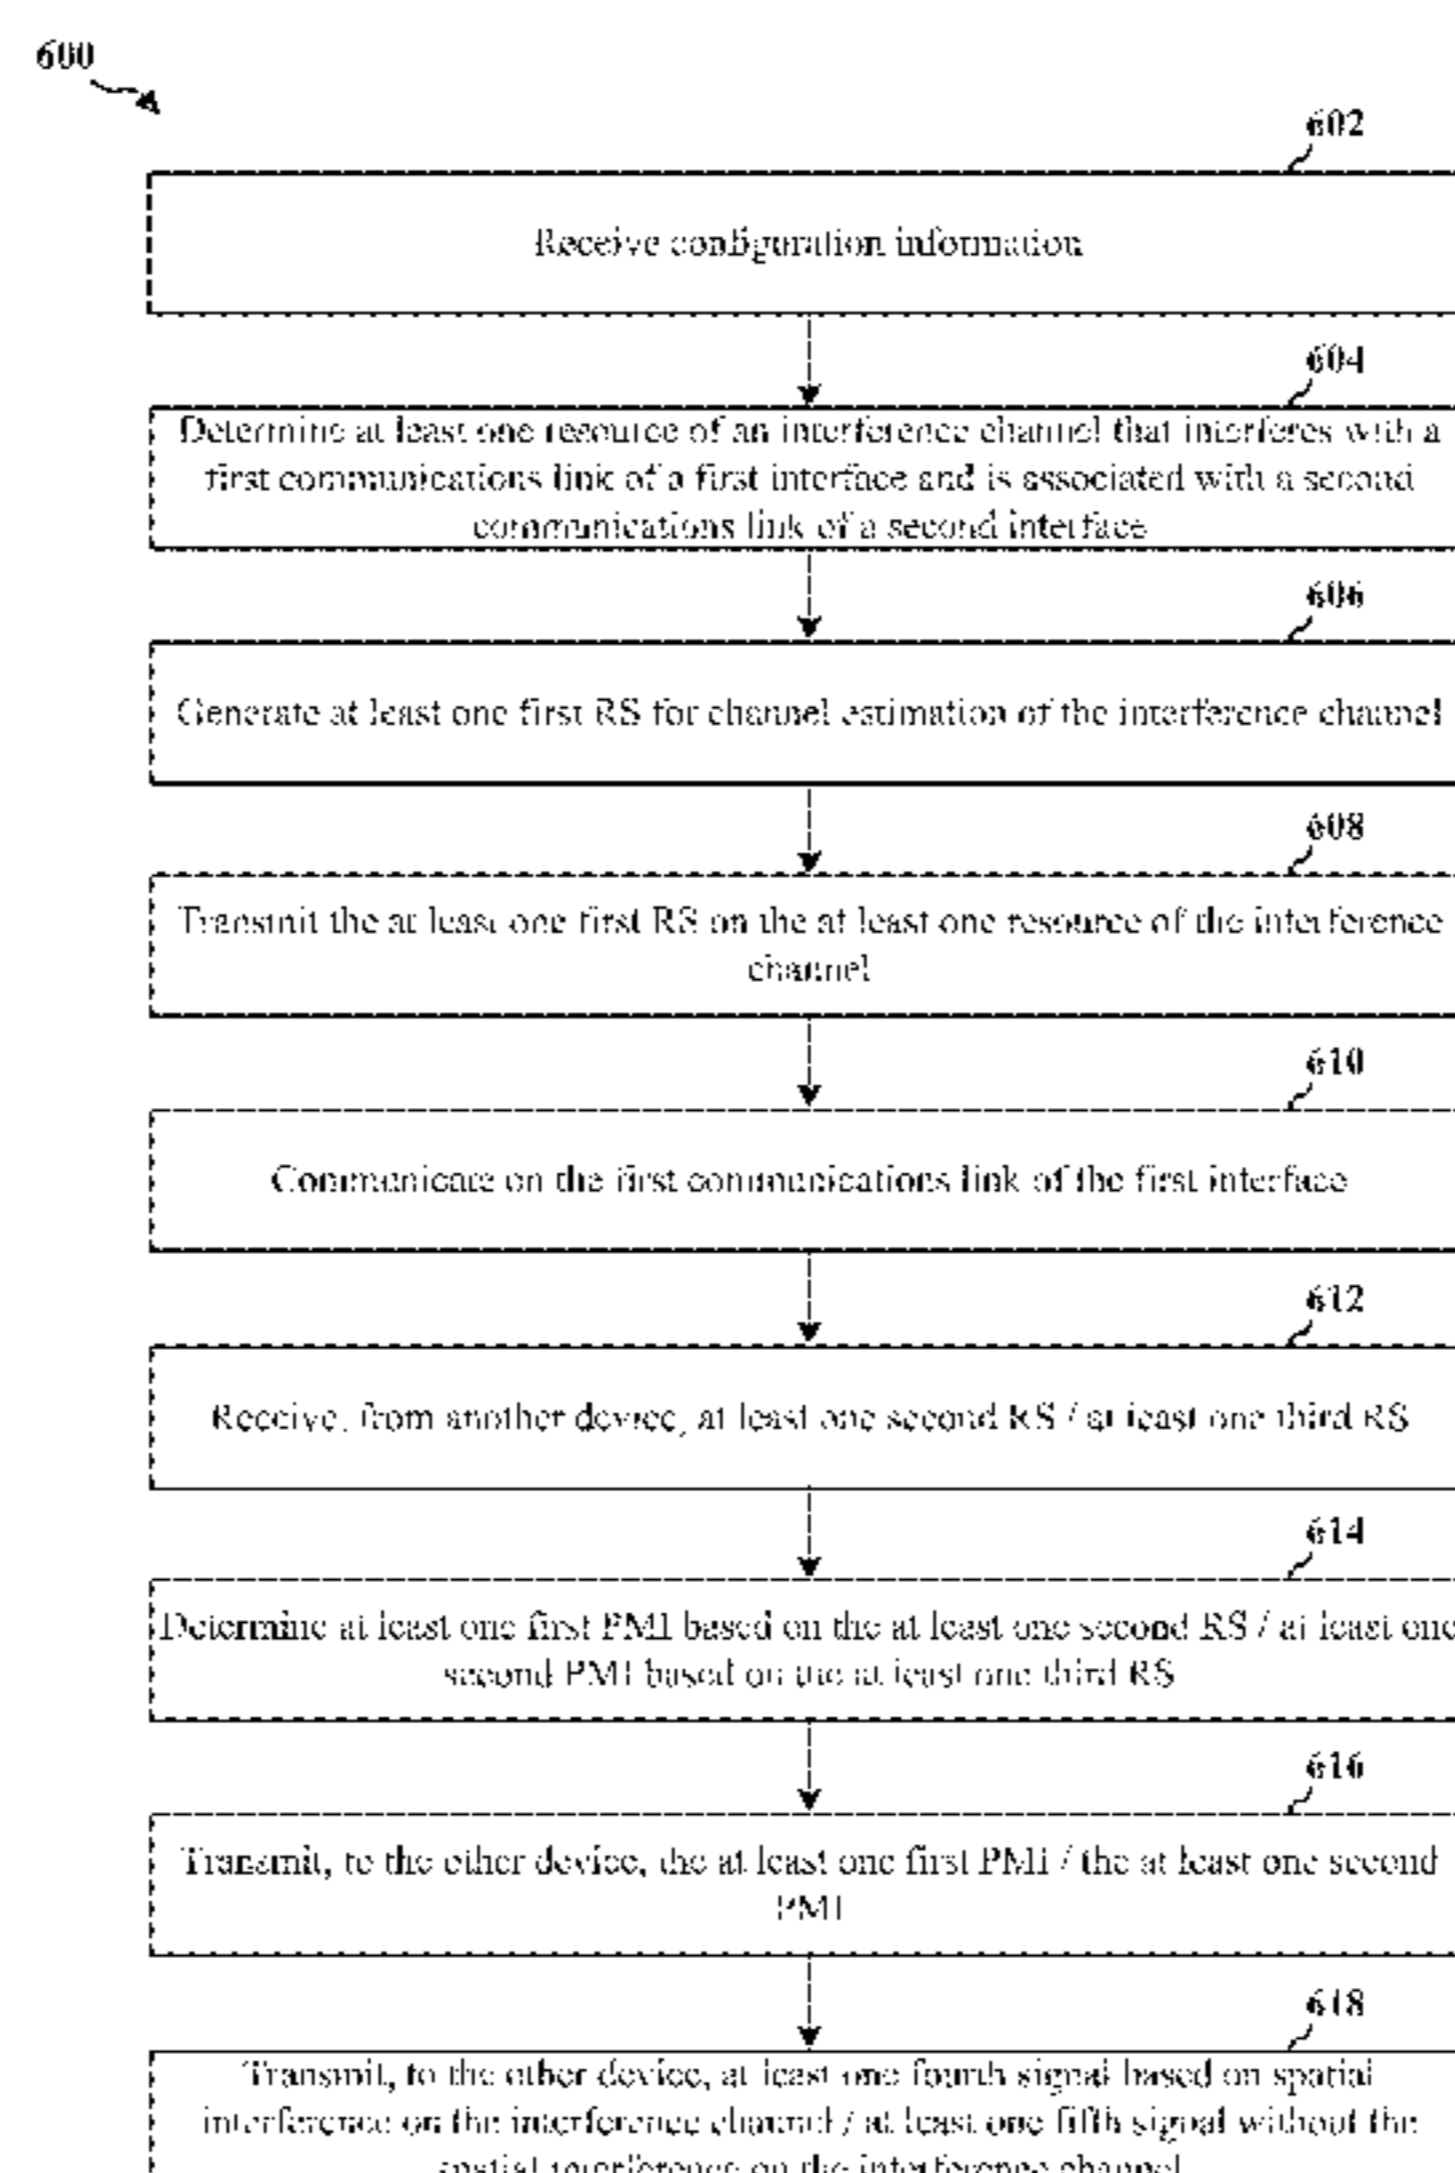 600
602
Receive configuration information
604
Determine at least one resource of an interference channel that interferes with a
first communications link of a first interface and is associated with a second
communications link of a second interface
606
Generate at least one first RS for channel estimation of the interference channel
608
Transmit the at least one first RS on the at least one resource of the interference
channel
610
Communicate on the first communications link of the first interface
612
Receive, from another device, at least one second RS / at least one third RS
614
Determine at least one first PMI based on the at least one second RS / at least one
second PMI based on the at least one third RS
616
Transmit, to the other device, the at least one first PMI / the at least one second
PMI
618
Transmit, to the other device, at least one fourth signal based on spatial
interference on the interference channel / at least one fifth signal without the
spatial interference on the interference channel